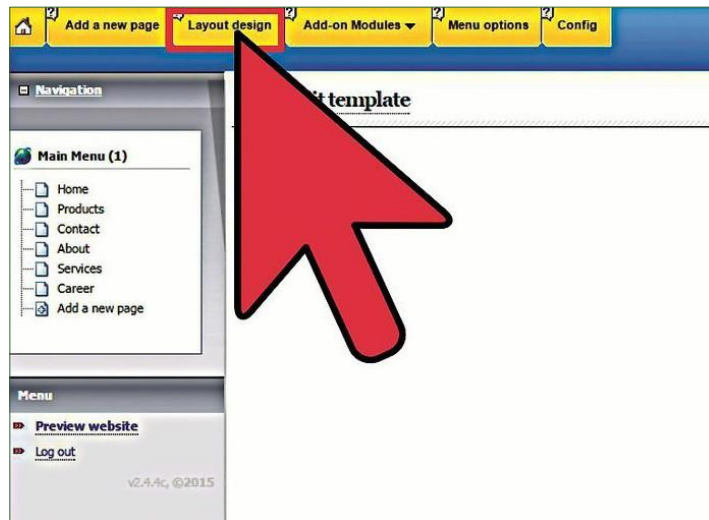 ? Add a new page ? Layout design ? Add-on Modules ? Menu options ? Config
Navigation
template
Main Menu (1)
Home
Products
Contact
About
Services
Career
Add a new page
Menu
Preview website
Log out
v2.4.4c, ©2015